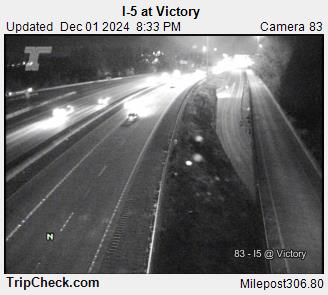 I-5 at Victory
Updated Dec 01 2024 8:33 PM Camera 83
T
N
83 - I5 @ Victory
TripCheck.com Milepost306.80